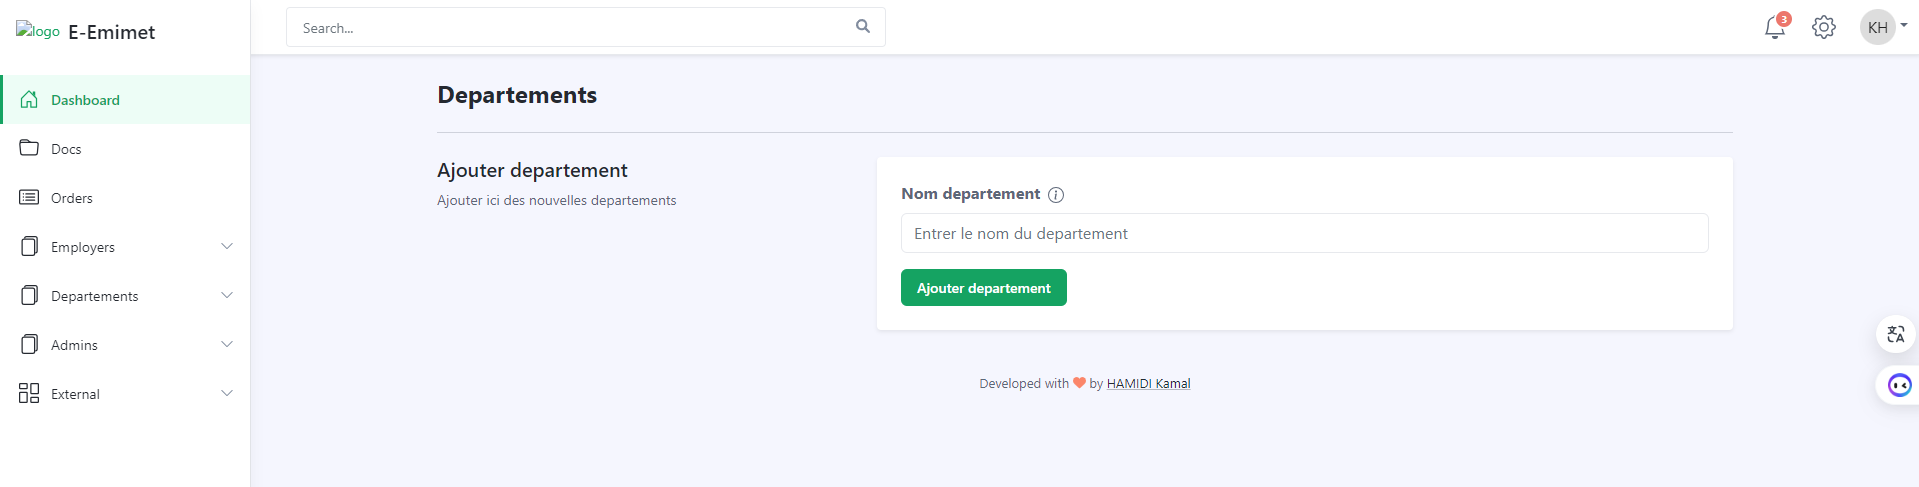 logo E-Emimet
Search...
3
KH
Dashboard
Docs
Orders
Employers
Departements
Admins
External
Departements
Ajouter departement
Ajouter ici des nouvelles departements
Nom departement
Entrer le nom du departement
Ajouter departement
Developed with by HAMIDI Kamal